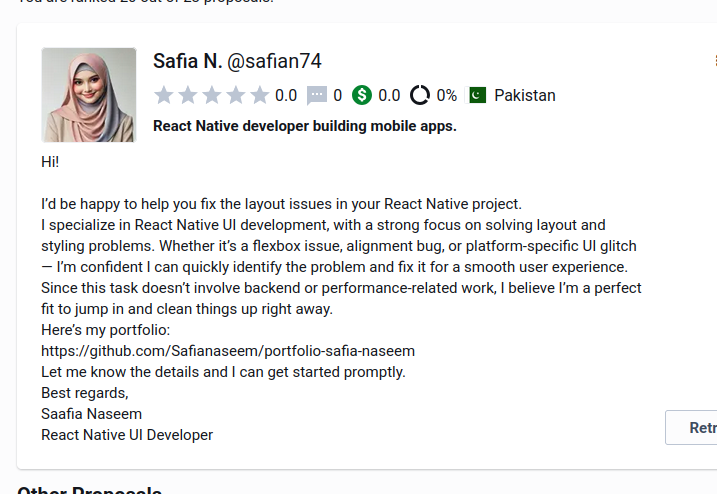 Safia N. @safian74
0.0 0 0.0 0% Pakistan
React Native developer building mobile apps.
Hi!
I'd be happy to help you fix the layout issues in your React Native project.
I specialize in React Native UI development, with a strong focus on solving layout and
styling problems. Whether it's a flexbox issue, alignment bug, or platform-specific UI glitch
— I'm confident I can quickly identify the problem and fix it for a smooth user experience.
Since this task doesn't involve backend or performance-related work, I believe I'm a perfect
fit to jump in and clean things up right away.
Here's my portfolio:
https://github.com/Safianaseem/portfolio-safia-naseem
Let me know the details and I can get started promptly.
Best regards,
Saafia Naseem
React Native UI Developer
Retr
Other Proposals